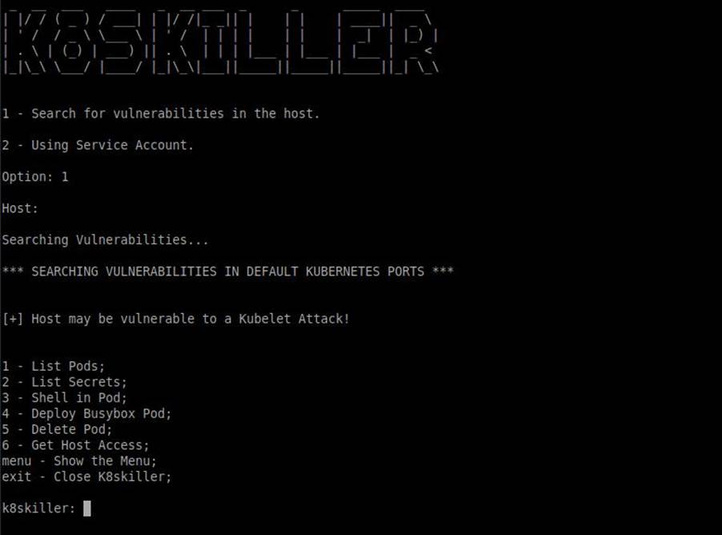 K8SKILLER
1 - Search for vulnerabilities in the host.
2 - Using Service Account.
Option: 1
Host:
Searching Vulnerabilities...
*** SEARCHING VULNERABILITIES IN DEFAULT KUBERNETES PORTS ***
[+] Host may be vulnerable to a Kubelet Attack!
1 - List Pods;
2 - List Secrets;
3 - Shell in Pod;
4 - Deploy Busybox Pod;
5 - Delete Pod;
6 - Get Host Access;
menu - Show the Menu;
exit - Close K8skiller;
k8skiller: